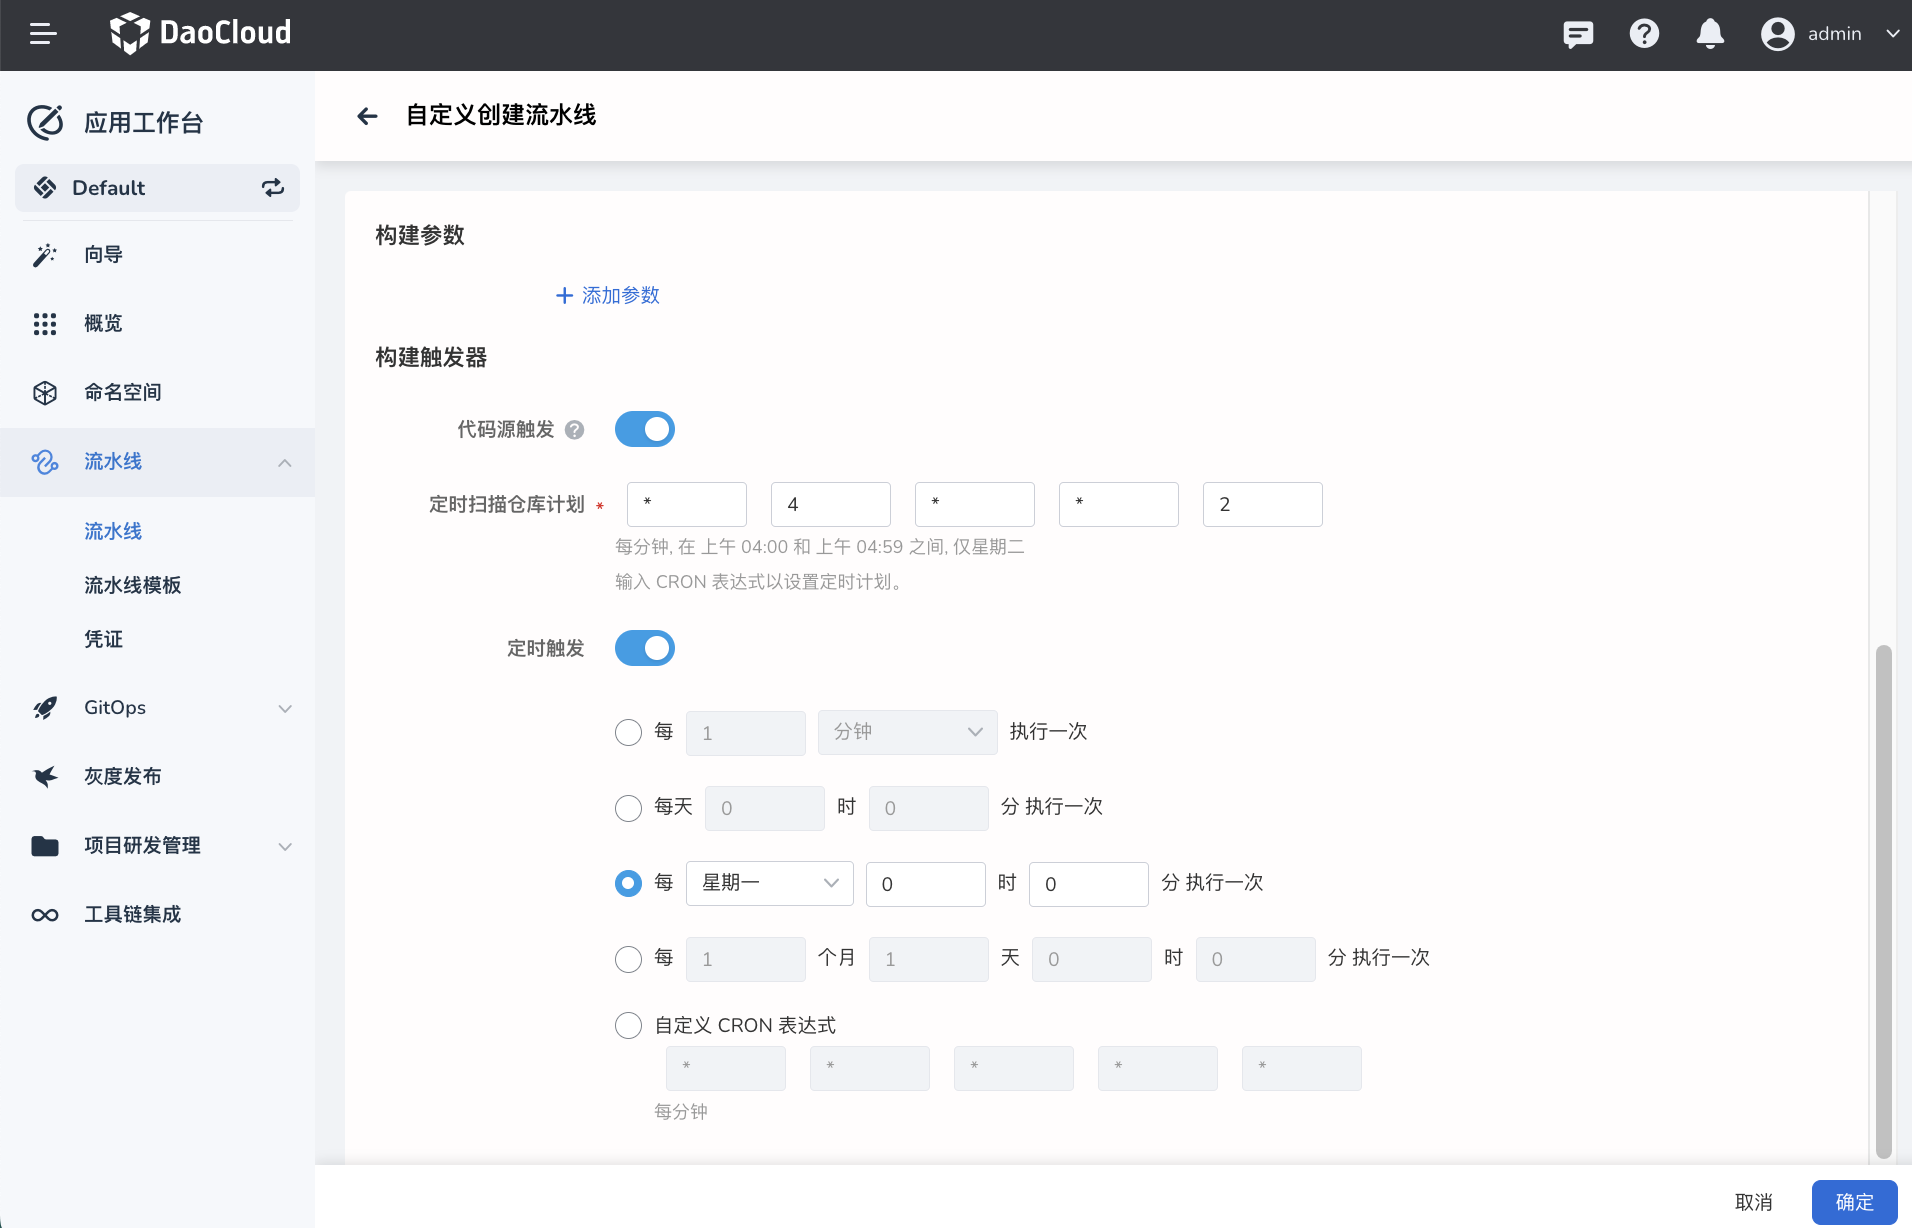 DaoCloud
admin
应用工作台
Default
向导
概览
命名空间
流水线
流水线
流水线模板
凭证
GitOps
灰度发布
项目研发管理
工具链集成
自定义创建流水线
构建参数
+ 添加参数
构建触发器
代码源触发 ?
定时扫描仓库计划 * * 4 * * 2
每分钟, 在 上午 04:00 和 上午 04:59 之间, 仅星期二
输入 CRON 表达式以设置定时计划。
定时触发
每 1 分钟 执行一次
每天 0 时 0 分 执行一次
每 星期一 0 时 0 分 执行一次
每 1 个月 1 天 0 时 0 分 执行一次
自定义 CRON 表达式
* * * * *
每分钟
取消 确定